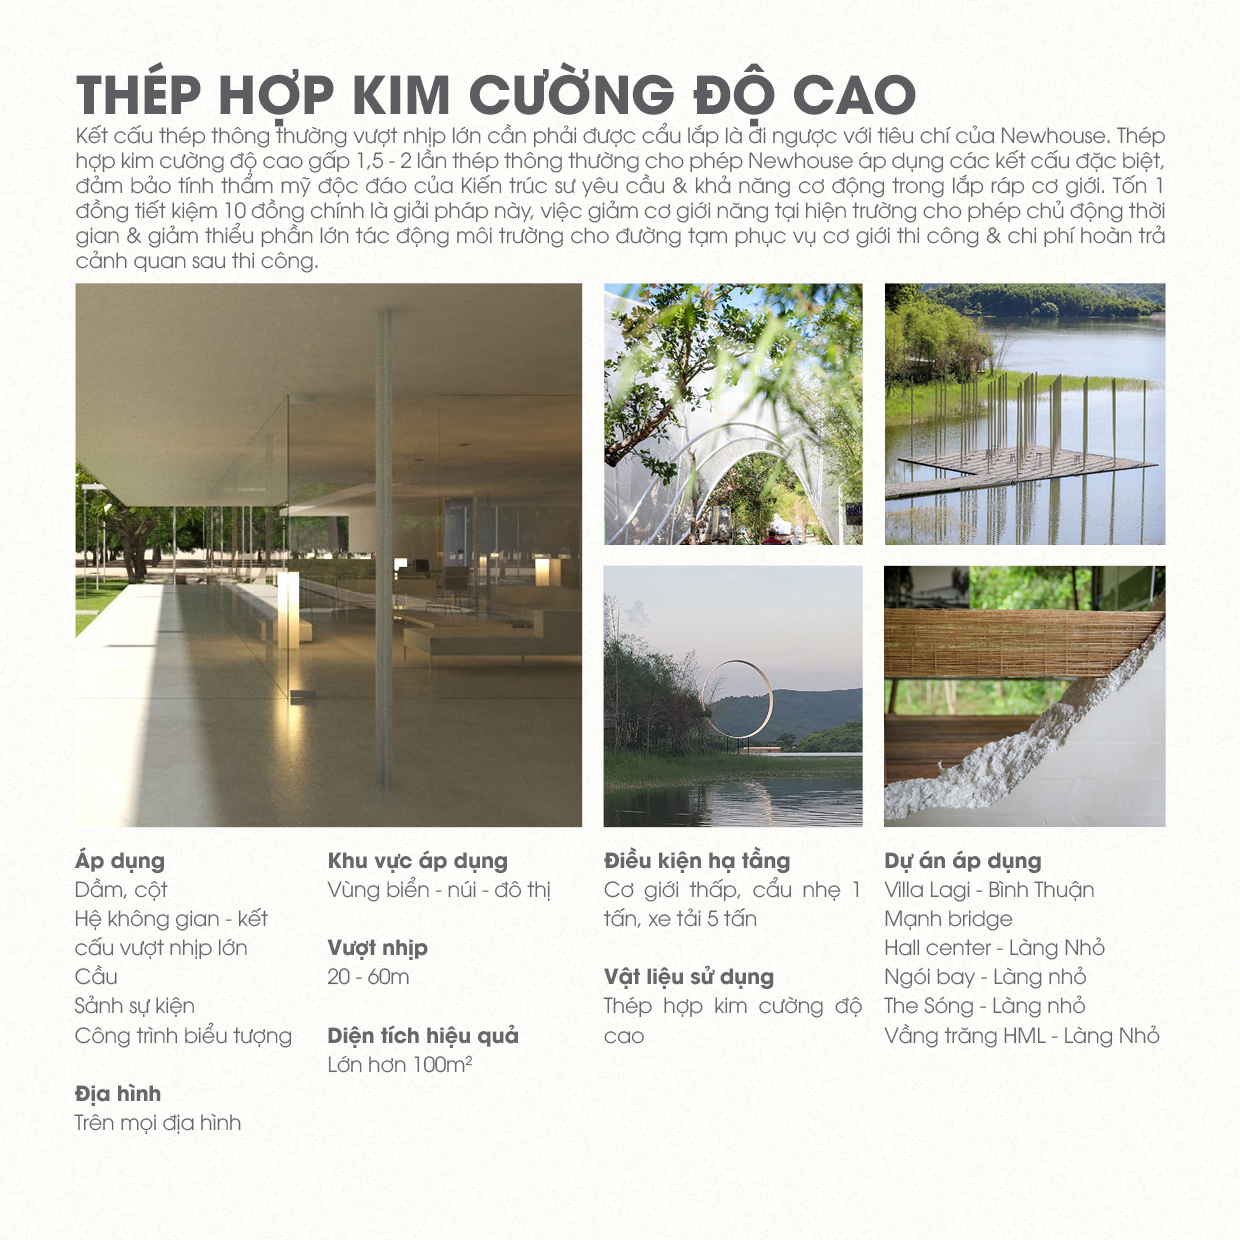 THÉP HỢP KIM CƯỜNG ĐỘ CAO
Kết cấu thép thông thường vượt nhịp lớn cần phải được cẩu lắp là đi ngược với tiêu chí của Newhouse. Thép
hợp kim cường độ cao gấp 1,5 - 2 lần thép thông thường cho phép Newhouse áp dụng các kết cấu đặc biệt,
đảm bảo tính thẩm mỹ độc đáo của Kiến trúc sư yêu cầu & khả năng cơ động trong lắp ráp cơ giới. Tốn 1
đồng tiết kiệm 10 đồng chính là giải pháp này, việc giảm cơ giới nặng tại hiện trường cho phép chủ động thời
gian & giảm thiểu phần lớn tác động môi trường cho đường tạm phục vụ cơ giới thi công & chi phí hoàn trả
cảnh quan sau thi công.
Áp dụng
Dầm, cột
Hệ không gian - kết
cấu vượt nhịp lớn
Cầu
Sảnh sự kiện
Công trình biểu tượng
Địa hình
Trên mọi địa hình
Khu vực áp dụng
Vùng biển - núi - đô thị
Vượt nhịp
20 - 60m
Diện tích hiệu quả
Lớn hơn 100m²
Điều kiện hạ tầng
Cơ giới thấp, cẩu nhẹ 1
tấn, xe tải 5 tấn
Vật liệu sử dụng
Thép hợp kim cường độ
cao
Dự án áp dụng
Villa Lagi - Bình Thuận
Mạnh bridge
Hall center - Làng Nhỏ
Ngói bay - Làng nhỏ
The Sóng - Làng nhỏ
Vầng trăng HML - Làng Nhỏ